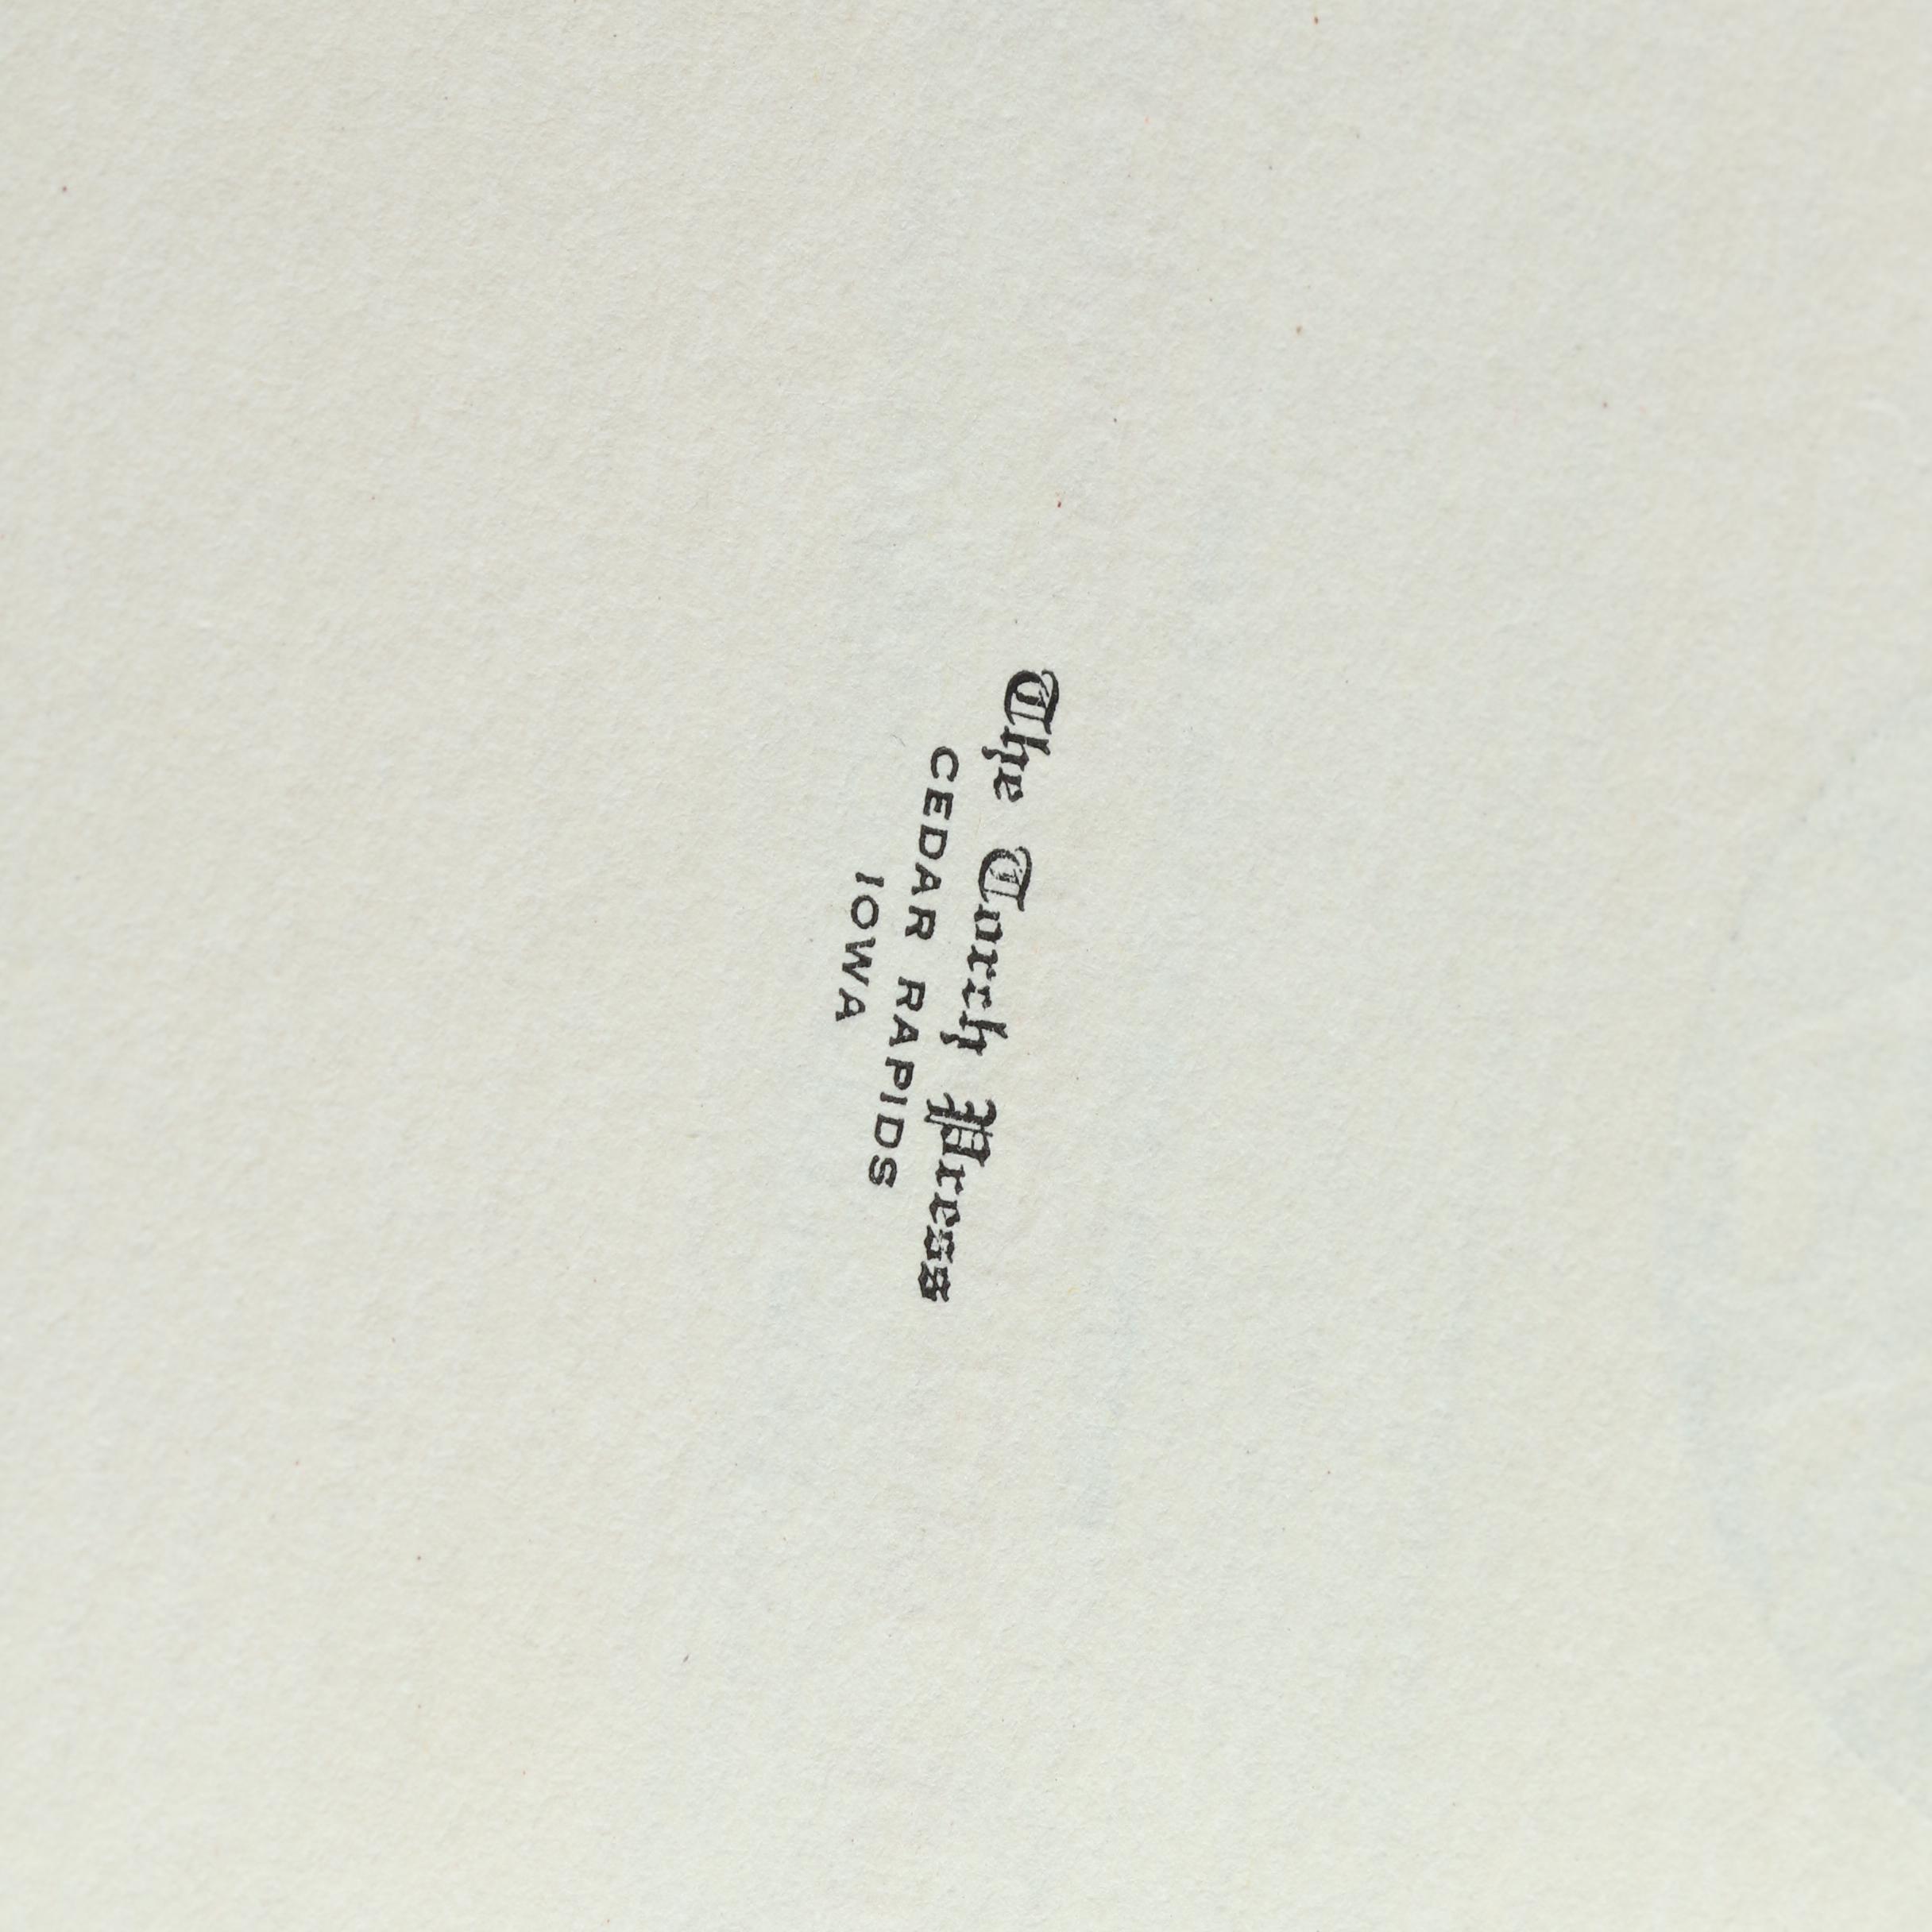 The Torch Press
CEDAR RAPIDS
IOWA